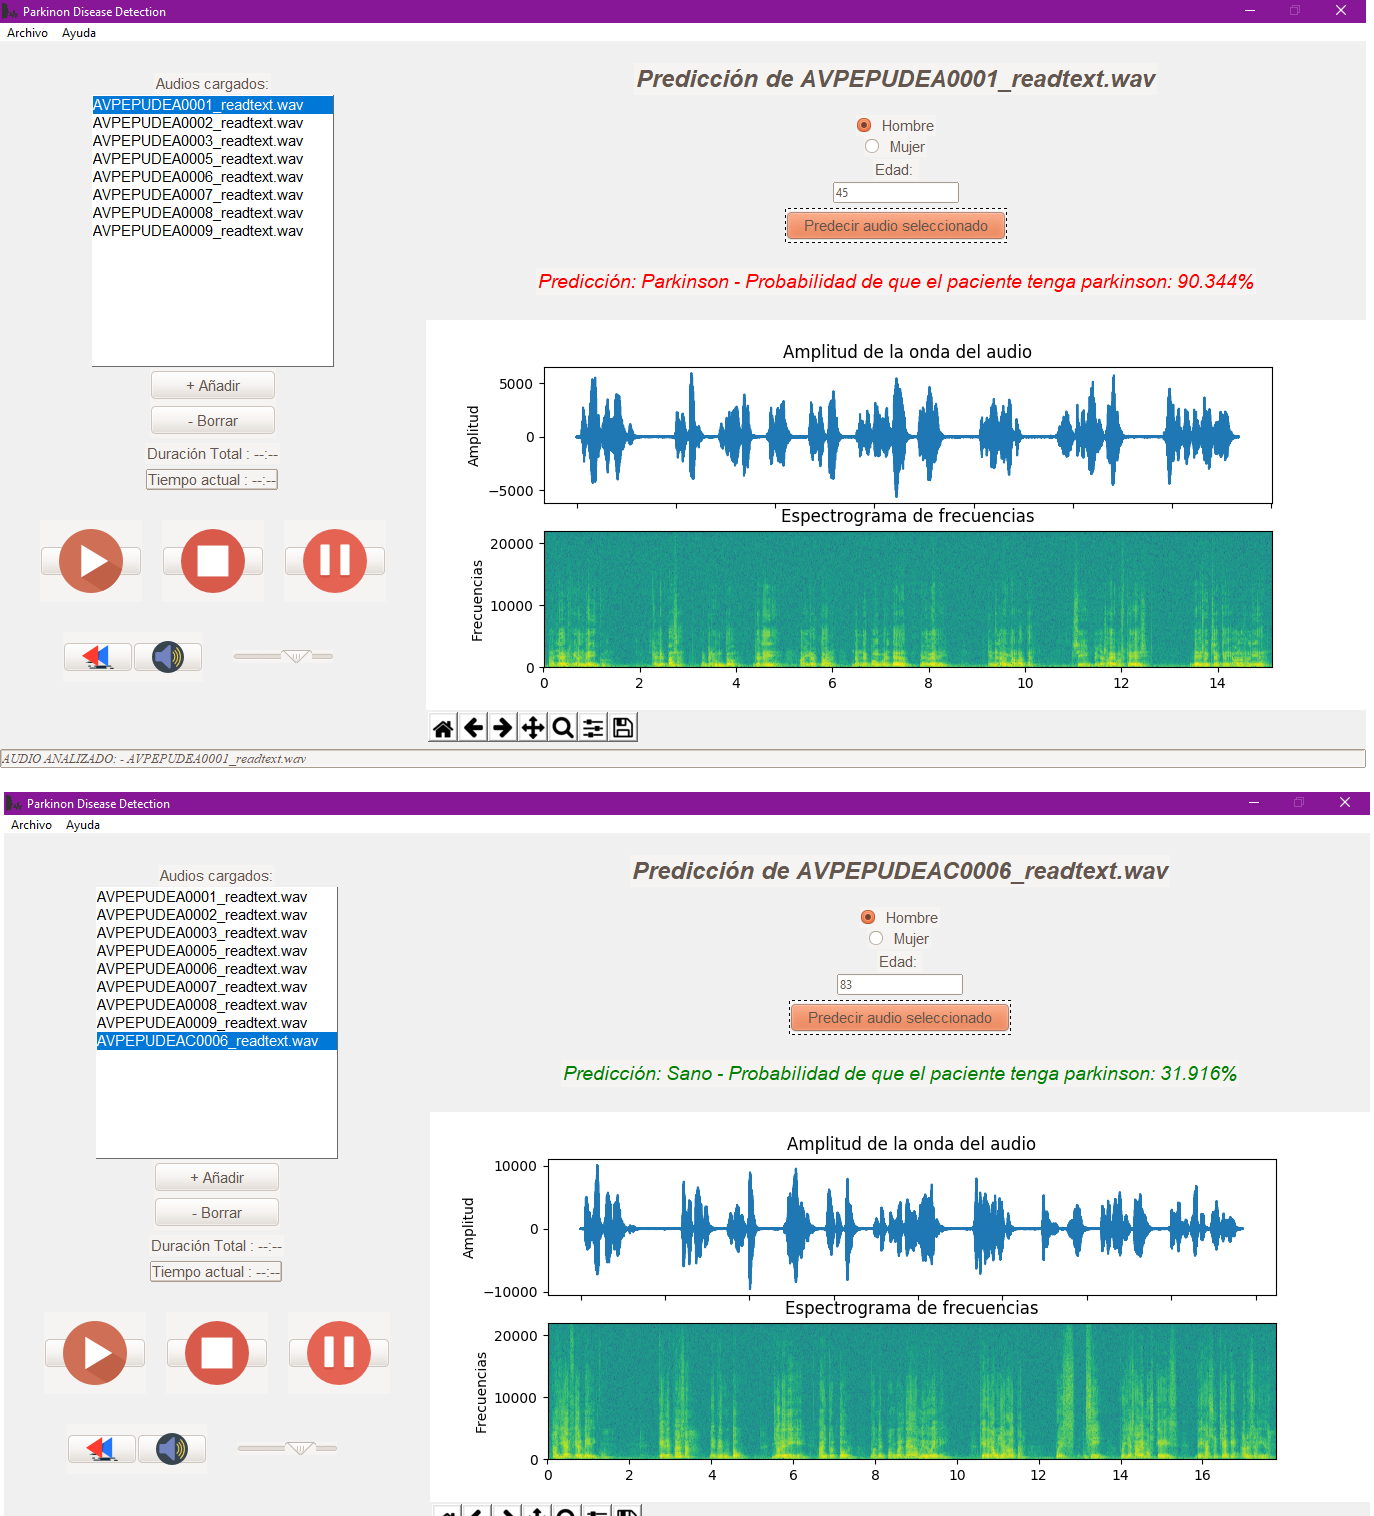 Parkinon Disease Detection
Archivo Ayuda
Audios cargados:
AVPEPUDEA0001_readtext.wav
AVPEPUDEA0002_readtext.wav
AVPEPUDEA0003_readtext.wav
AVPEPUDEA0005_readtext.wav
AVPEPUDEA0006_readtext.wav
AVPEPUDEA0007_readtext.wav
AVPEPUDEA0008_readtext.wav
AVPEPUDEA0009_readtext.wav
+ Añadir
- Borrar
Duración Total : --:--
Tiempo actual : --:--
Predicción de AVPEPUDEA0001_readtext.wav
Hombre
Mujer
Edad:
45
Predecir audio seleccionado
Predicción: Parkinson - Probabilidad de que el paciente tenga parkinson: 90.344%
Amplitud de la onda del audio
Amplitud
5000
0
−5000
Espectrograma de frecuencias
Frecuencias
20000
10000
0
0 2 4 6 8 10 12 14
AUDIO ANALIZADO: - AVPEPUDEA0001_readtext.wav
Parkinon Disease Detection
Archivo Ayuda
Audios cargados:
AVPEPUDEA0001_readtext.wav
AVPEPUDEA0002_readtext.wav
AVPEPUDEA0003_readtext.wav
AVPEPUDEA0005_readtext.wav
AVPEPUDEA0006_readtext.wav
AVPEPUDEA0007_readtext.wav
AVPEPUDEA0008_readtext.wav
AVPEPUDEA0009_readtext.wav
AVPEPUDEAC0006_readtext.wav
+ Añadir
- Borrar
Duración Total : --:--
Tiempo actual : --:--
Predicción de AVPEPUDEAC0006_readtext.wav
Hombre
Mujer
Edad:
83
Predecir audio seleccionado
Predicción: Sano - Probabilidad de que el paciente tenga parkinson: 31.916%
Amplitud de la onda del audio
Amplitud
10000
0
−10000
Espectrograma de frecuencias
Frecuencias
20000
10000
0
0 2 4 6 8 10 12 14 16